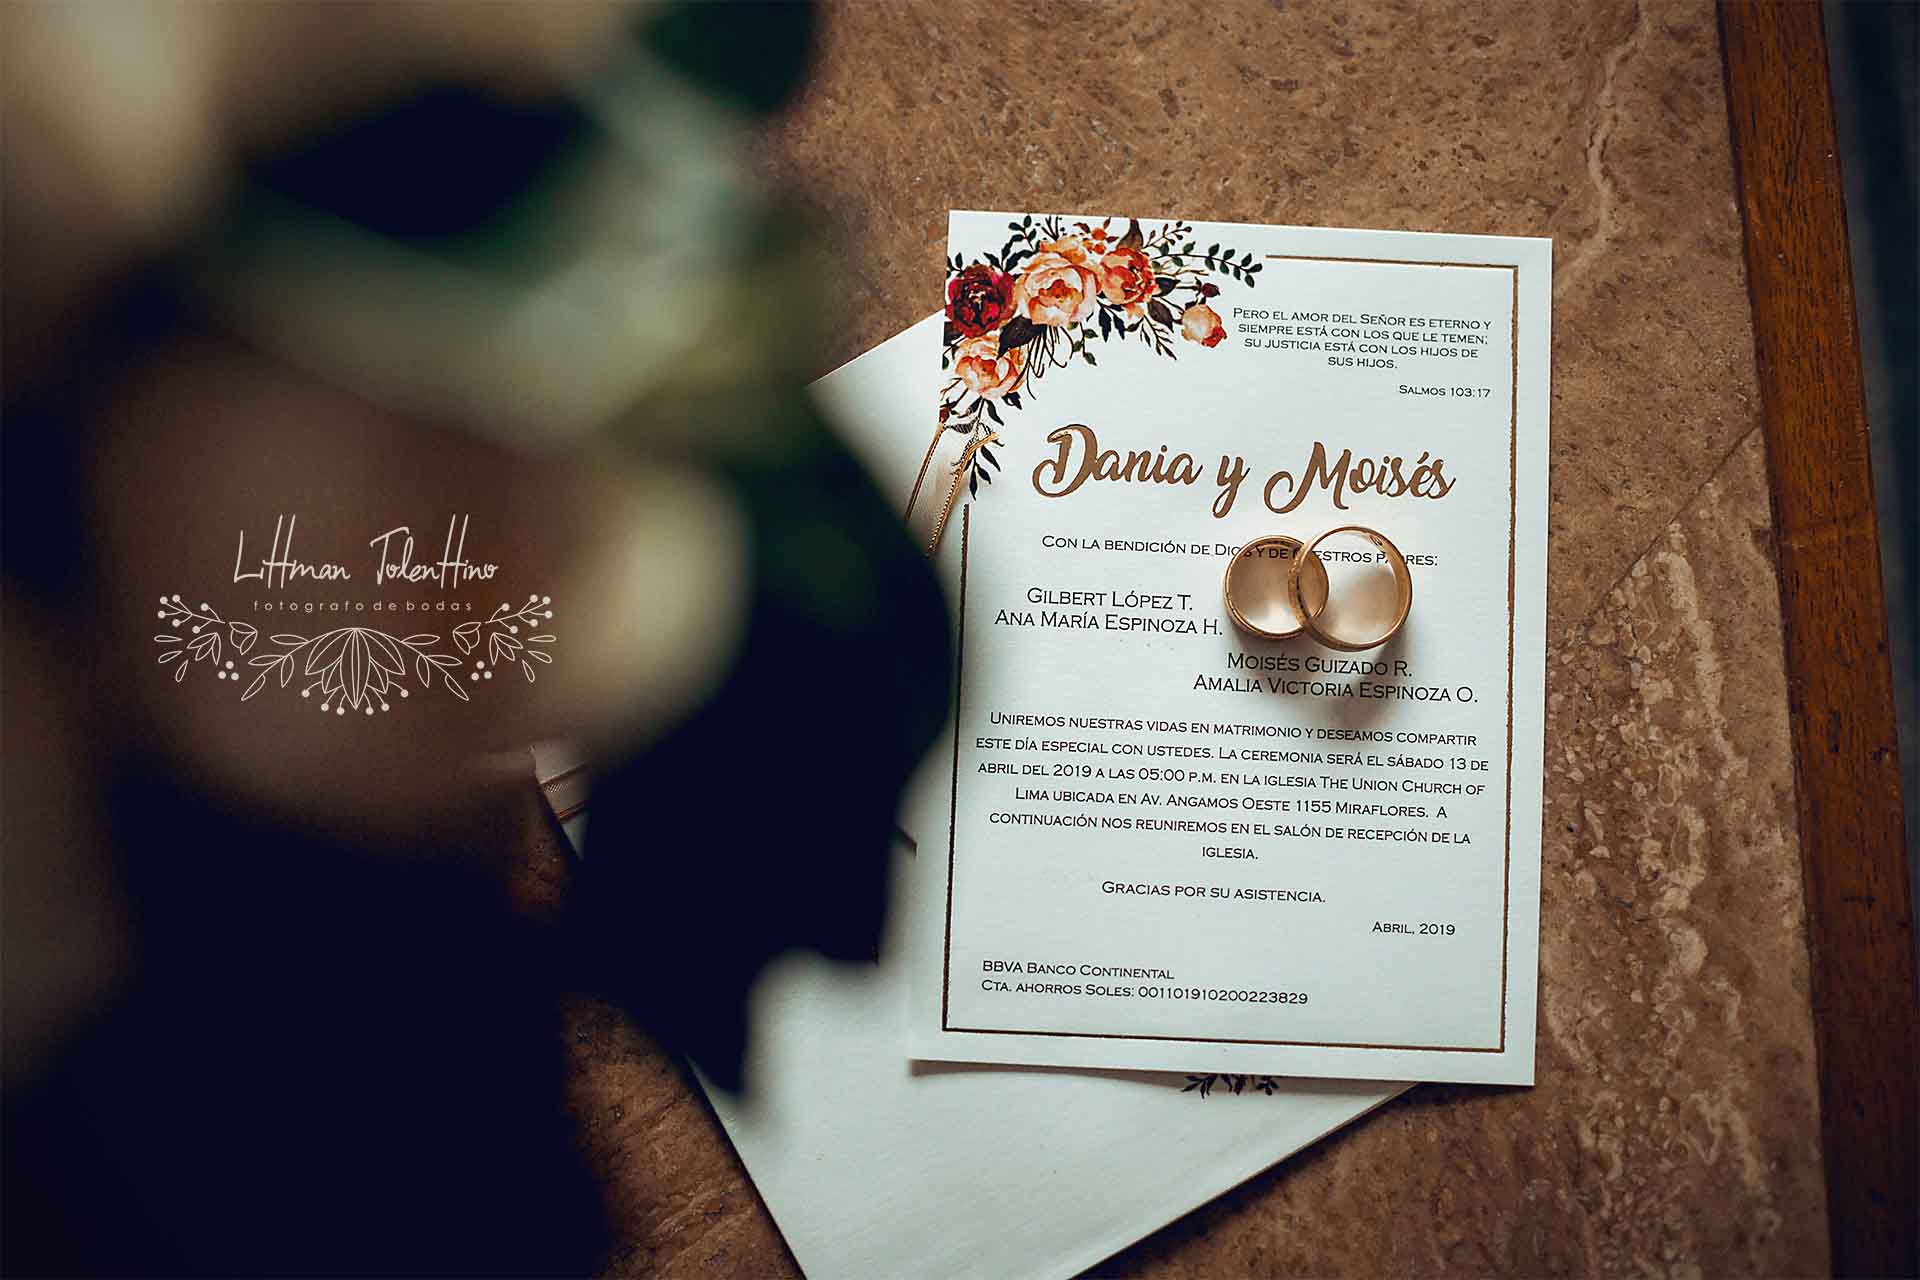 LiHman TolenHino
fotografo de bodas
Pero el amor del Señor es eterno y
siempre está con los que le temen;
su justicia está con los hijos de
sus hijos.
Salmos 103:17
Dania y Moisés
Con la bendición de Dios y de nuestros Padres:
Gilbert López T.
Ana María Espinoza H.
Moisés Guizado R.
Amalia Victoria Espinoza O.
Uniremos nuestras vidas en matrimonio y deseamos compartir
este día especial con ustedes. La ceremonia será el sábado 13 de
abril del 2019 a las 05:00 p.m. en la iglesia The Union Church of
Lima ubicada en Av. Angamos Oeste 1155 Miraflores. A
continuación nos reuniremos en el salón de recepción de la
iglesia.
Gracias por su asistencia.
Abril, 2019
BBVA Banco Continental
Cta. ahorros Soles: 001101910200223829